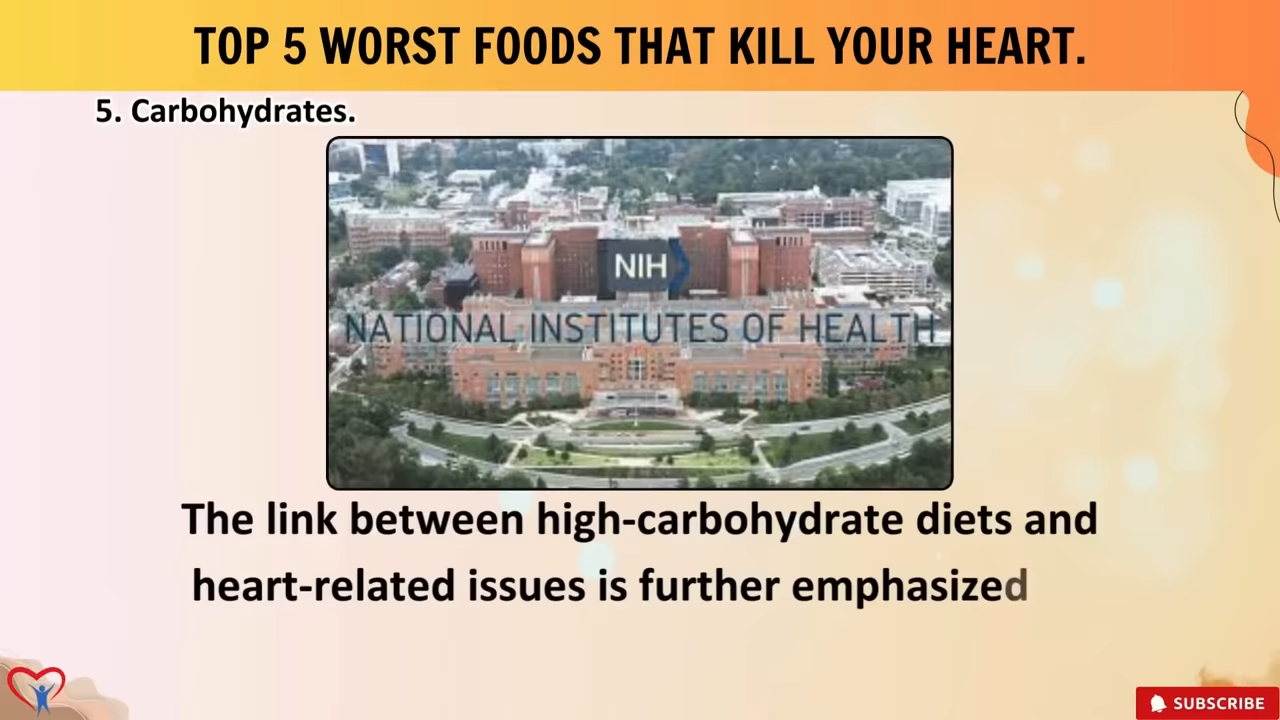 TOP 5 WORST FOODS THAT KILL YOUR HEART.
5. Carbohydrates.
NIH
NATIONAL INSTITUTES OF HEALTH
The link between high-carbohydrate diets and
heart-related issues is further emphasized
SUBSCRIBE